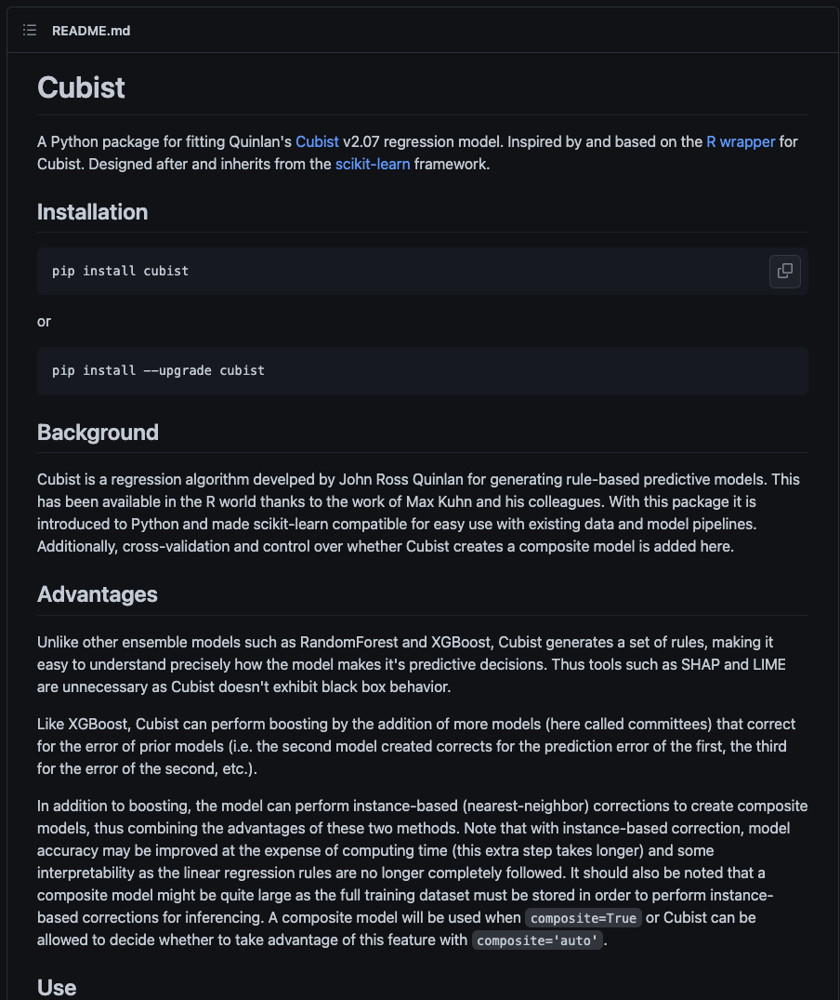 README.md
Cubist
A Python package for fitting Quinlan's Cubist v2.07 regression model. Inspired by and based on the R wrapper for
Cubist. Designed after and inherits from the scikit-learn framework.
Installation
pip install cubist
or
pip install --upgrade cubist
Background
Cubist is a regression algorithm develped by John Ross Quinlan for generating rule-based predictive models. This
has been available in the R world thanks to the work of Max Kuhn and his colleagues. With this package it is
introduced to Python and made scikit-learn compatible for easy use with existing data and model pipelines.
Additionally, cross-validation and control over whether Cubist creates a composite model is added here.
Advantages
Unlike other ensemble models such as RandomForest and XGBoost, Cubist generates a set of rules, making it
easy to understand precisely how the model makes it's predictive decisions. Thus tools such as SHAP and LIME
are unnecessary as Cubist doesn't exhibit black box behavior.
Like XGBoost, Cubist can perform boosting by the addition of more models (here called committees) that correct
for the error of prior models (i.e. the second model created corrects for the prediction error of the first, the third
for the error of the second, etc.).
In addition to boosting, the model can perform instance-based (nearest-neighbor) corrections to create composite
models, thus combining the advantages of these two methods. Note that with instance-based correction, model
accuracy may be improved at the expense of computing time (this extra step takes longer) and some
interpretability as the linear regression rules are no longer completely followed. It should also be noted that a
composite model might be quite large as the full training dataset must be stored in order to perform instance-
based corrections for inferencing. A composite model will be used when composite=True or Cubist can be
allowed to decide whether to take advantage of this feature with composite='auto'.
Use